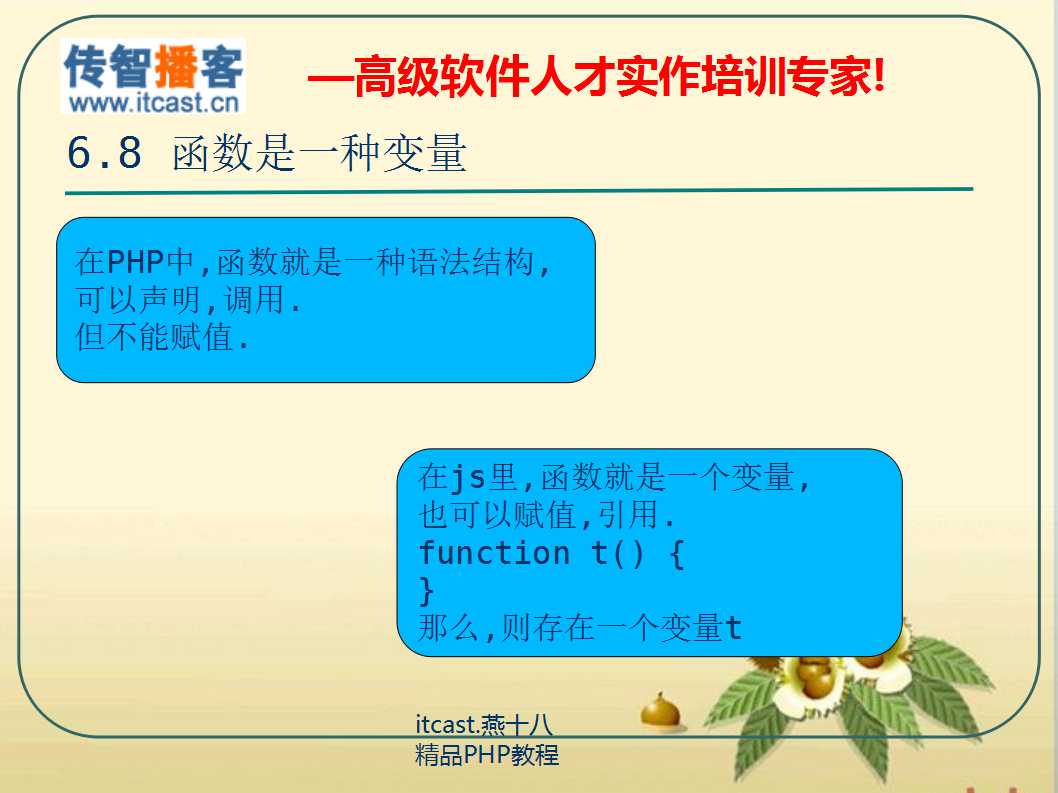 传智播客
www.itcast.cn
—高级软件人才实作培训专家!
6.8 函数是一种变量
在PHP中,函数就是一种语法结构,
可以声明,调用.
但不能赋值.
在js里,函数就是一个变量,
也可以赋值,引用.
function t() {
}
那么,则存在一个变量t
itcast.燕十八
精品PHP教程